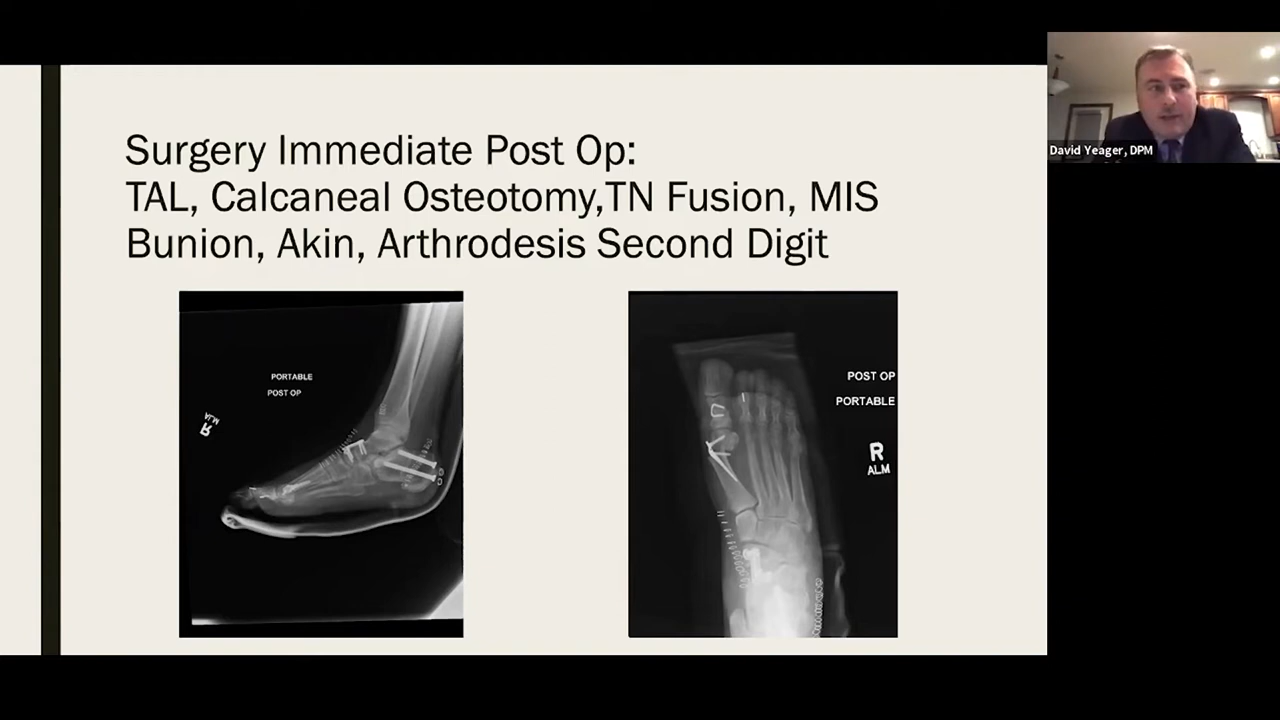 Surgery Immediate Post Op:
TAL, Calcaneal Osteotomy,TN Fusion, MIS
Bunion, Akin, Arthrodesis Second Digit
David Yeager, DPM
PORTABLE
POST OP
R
MJA
POST OP
PORTABLE
R
ALM